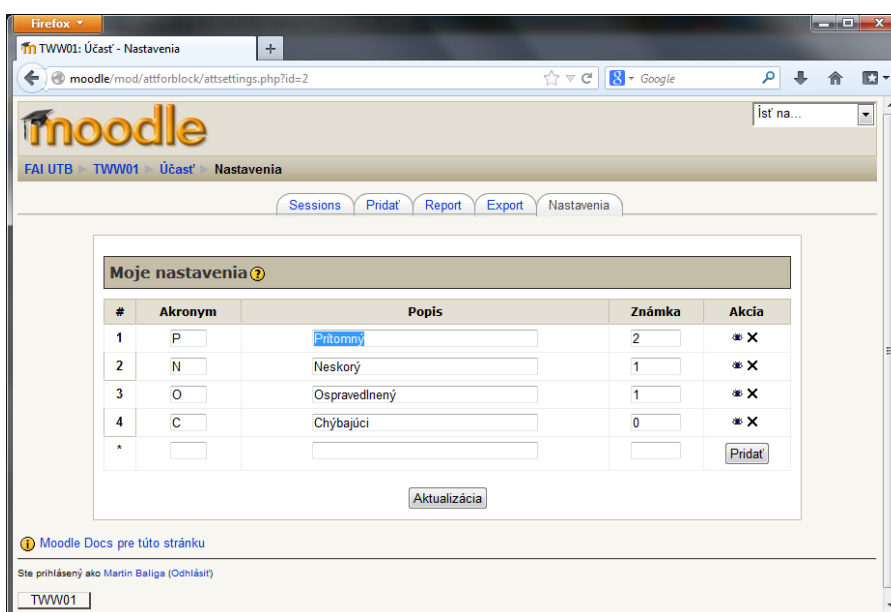 Firefox
TWW01: Účasť - Nastavenia
moodle/mod/attforblock/attsettings.php?id=2
Google
moodle
Ísť na...
FAI UTB ► TWW01 ► Účasť ► Nastavenia
Sessions Pridať Report Export Nastavenia
Moje nastavenia
# Akronym Popis Známka Akcia
1 P Prítomný 2
2 N Neskorý 1
3 O Ospravedlnený 1
4 C Chýbajúci 0
* Pridať
Aktualizácia
Moodle Docs pre túto stránku
Ste prihlásený ako Martin Baliga (Odhlásiť)
TWW01